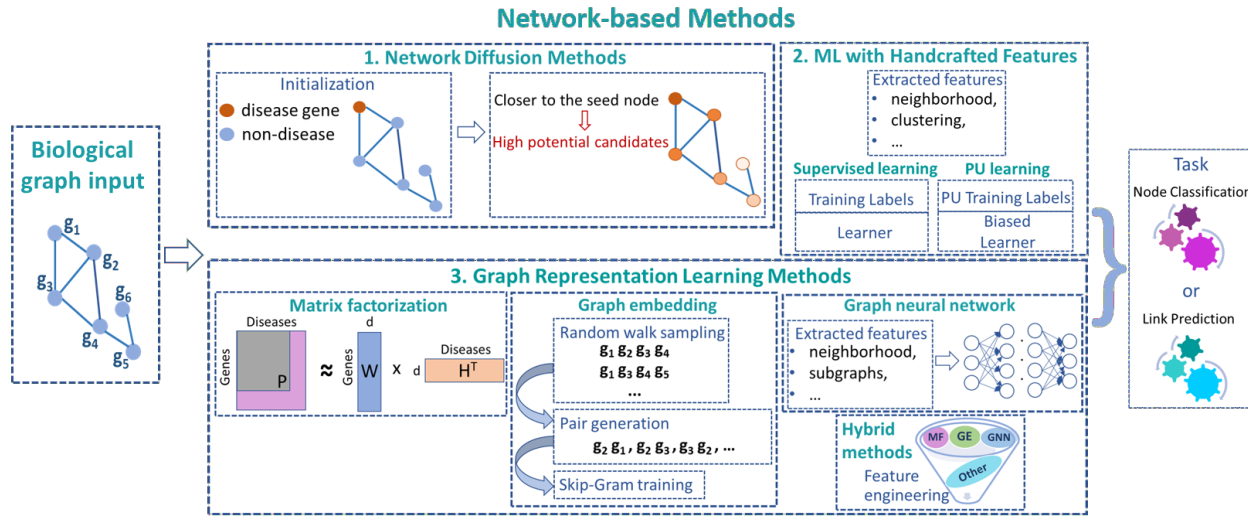 Network-based Methods
Biological
graph input
g1
g2
g3
g6
g4
g5
1. Network Diffusion Methods
Initialization
disease gene
non-disease
Closer to the seed node
High potential candidates
2. ML with Handcrafted Features
Extracted features
• neighborhood,
• clustering,
• ...
Supervised learning
Training Labels
Learner
PU learning
PU Training Labels
Biased
Learner
3. Graph Representation Learning Methods
Matrix factorization
Diseases
Genes
P
≈
d
Genes
W
x
Diseases
d
H^T
Graph embedding
Random walk sampling
g1 g2 g3 g4
g1 g3 g4 g5
...
Pair generation
g2 g1 , g2 g3 , g3 g2 , ...
Skip-Gram training
Graph neural network
Extracted features
• neighborhood,
• subgraphs,
• ...
Hybrid
methods
Feature
engineering
MF
GE
GNN
Other
Task
Node Classification
or
Link Prediction